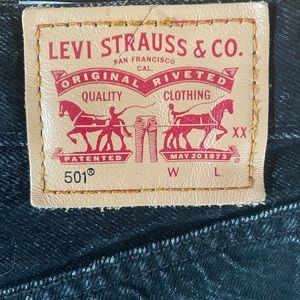 LEVI STRAUSS & CO.
SAN FRANCISCO
CAL.
ORIGINAL RIVETED
QUALITY CLOTHING
XX
PATENTED MAY 20 1873
501® W L